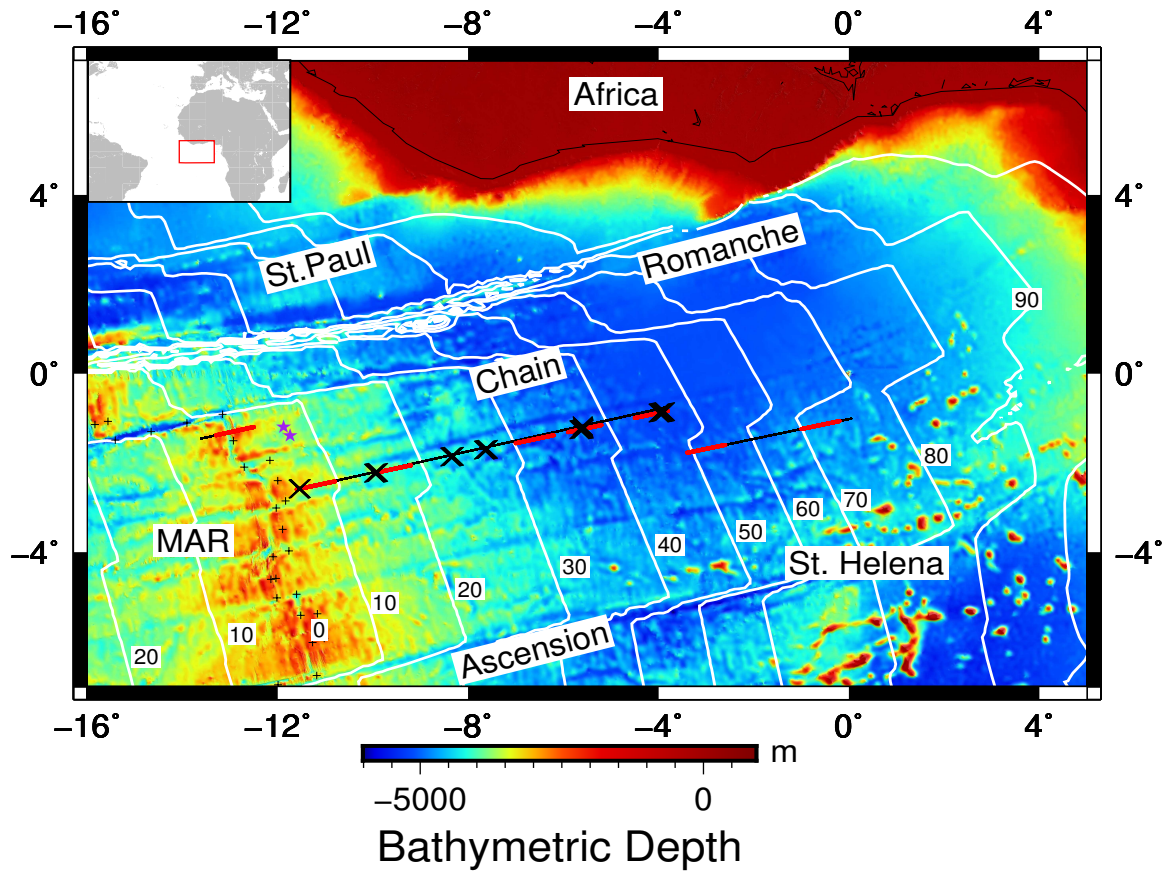 −16° −12° −8° −4° 0° 4°
Africa
4° 4°
St.Paul
Romanche
90
0° 0°
Chain
80
70
60
50
MAR
40
−4° −4°
30
St. Helena
20
10
10
0
20
Ascension
−16° −12° −8° −4° 0° 4°
m
−5000 0
Bathymetric Depth